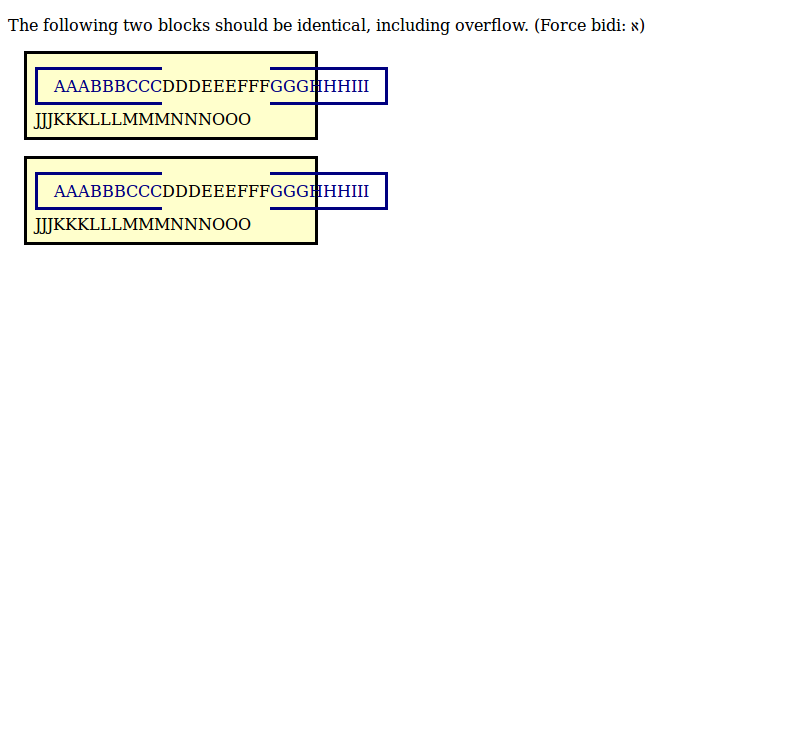 The following two blocks should be identical, including overflow. (Force bidi: א)
AAABBBCCCDDDEEEFFFGGGHHHIII
JJJKKKLLLMMMNNNOOO
AAABBBCCCDDDEEEFFFGGGHHHIII
JJJKKKLLLMMMNNNOOO